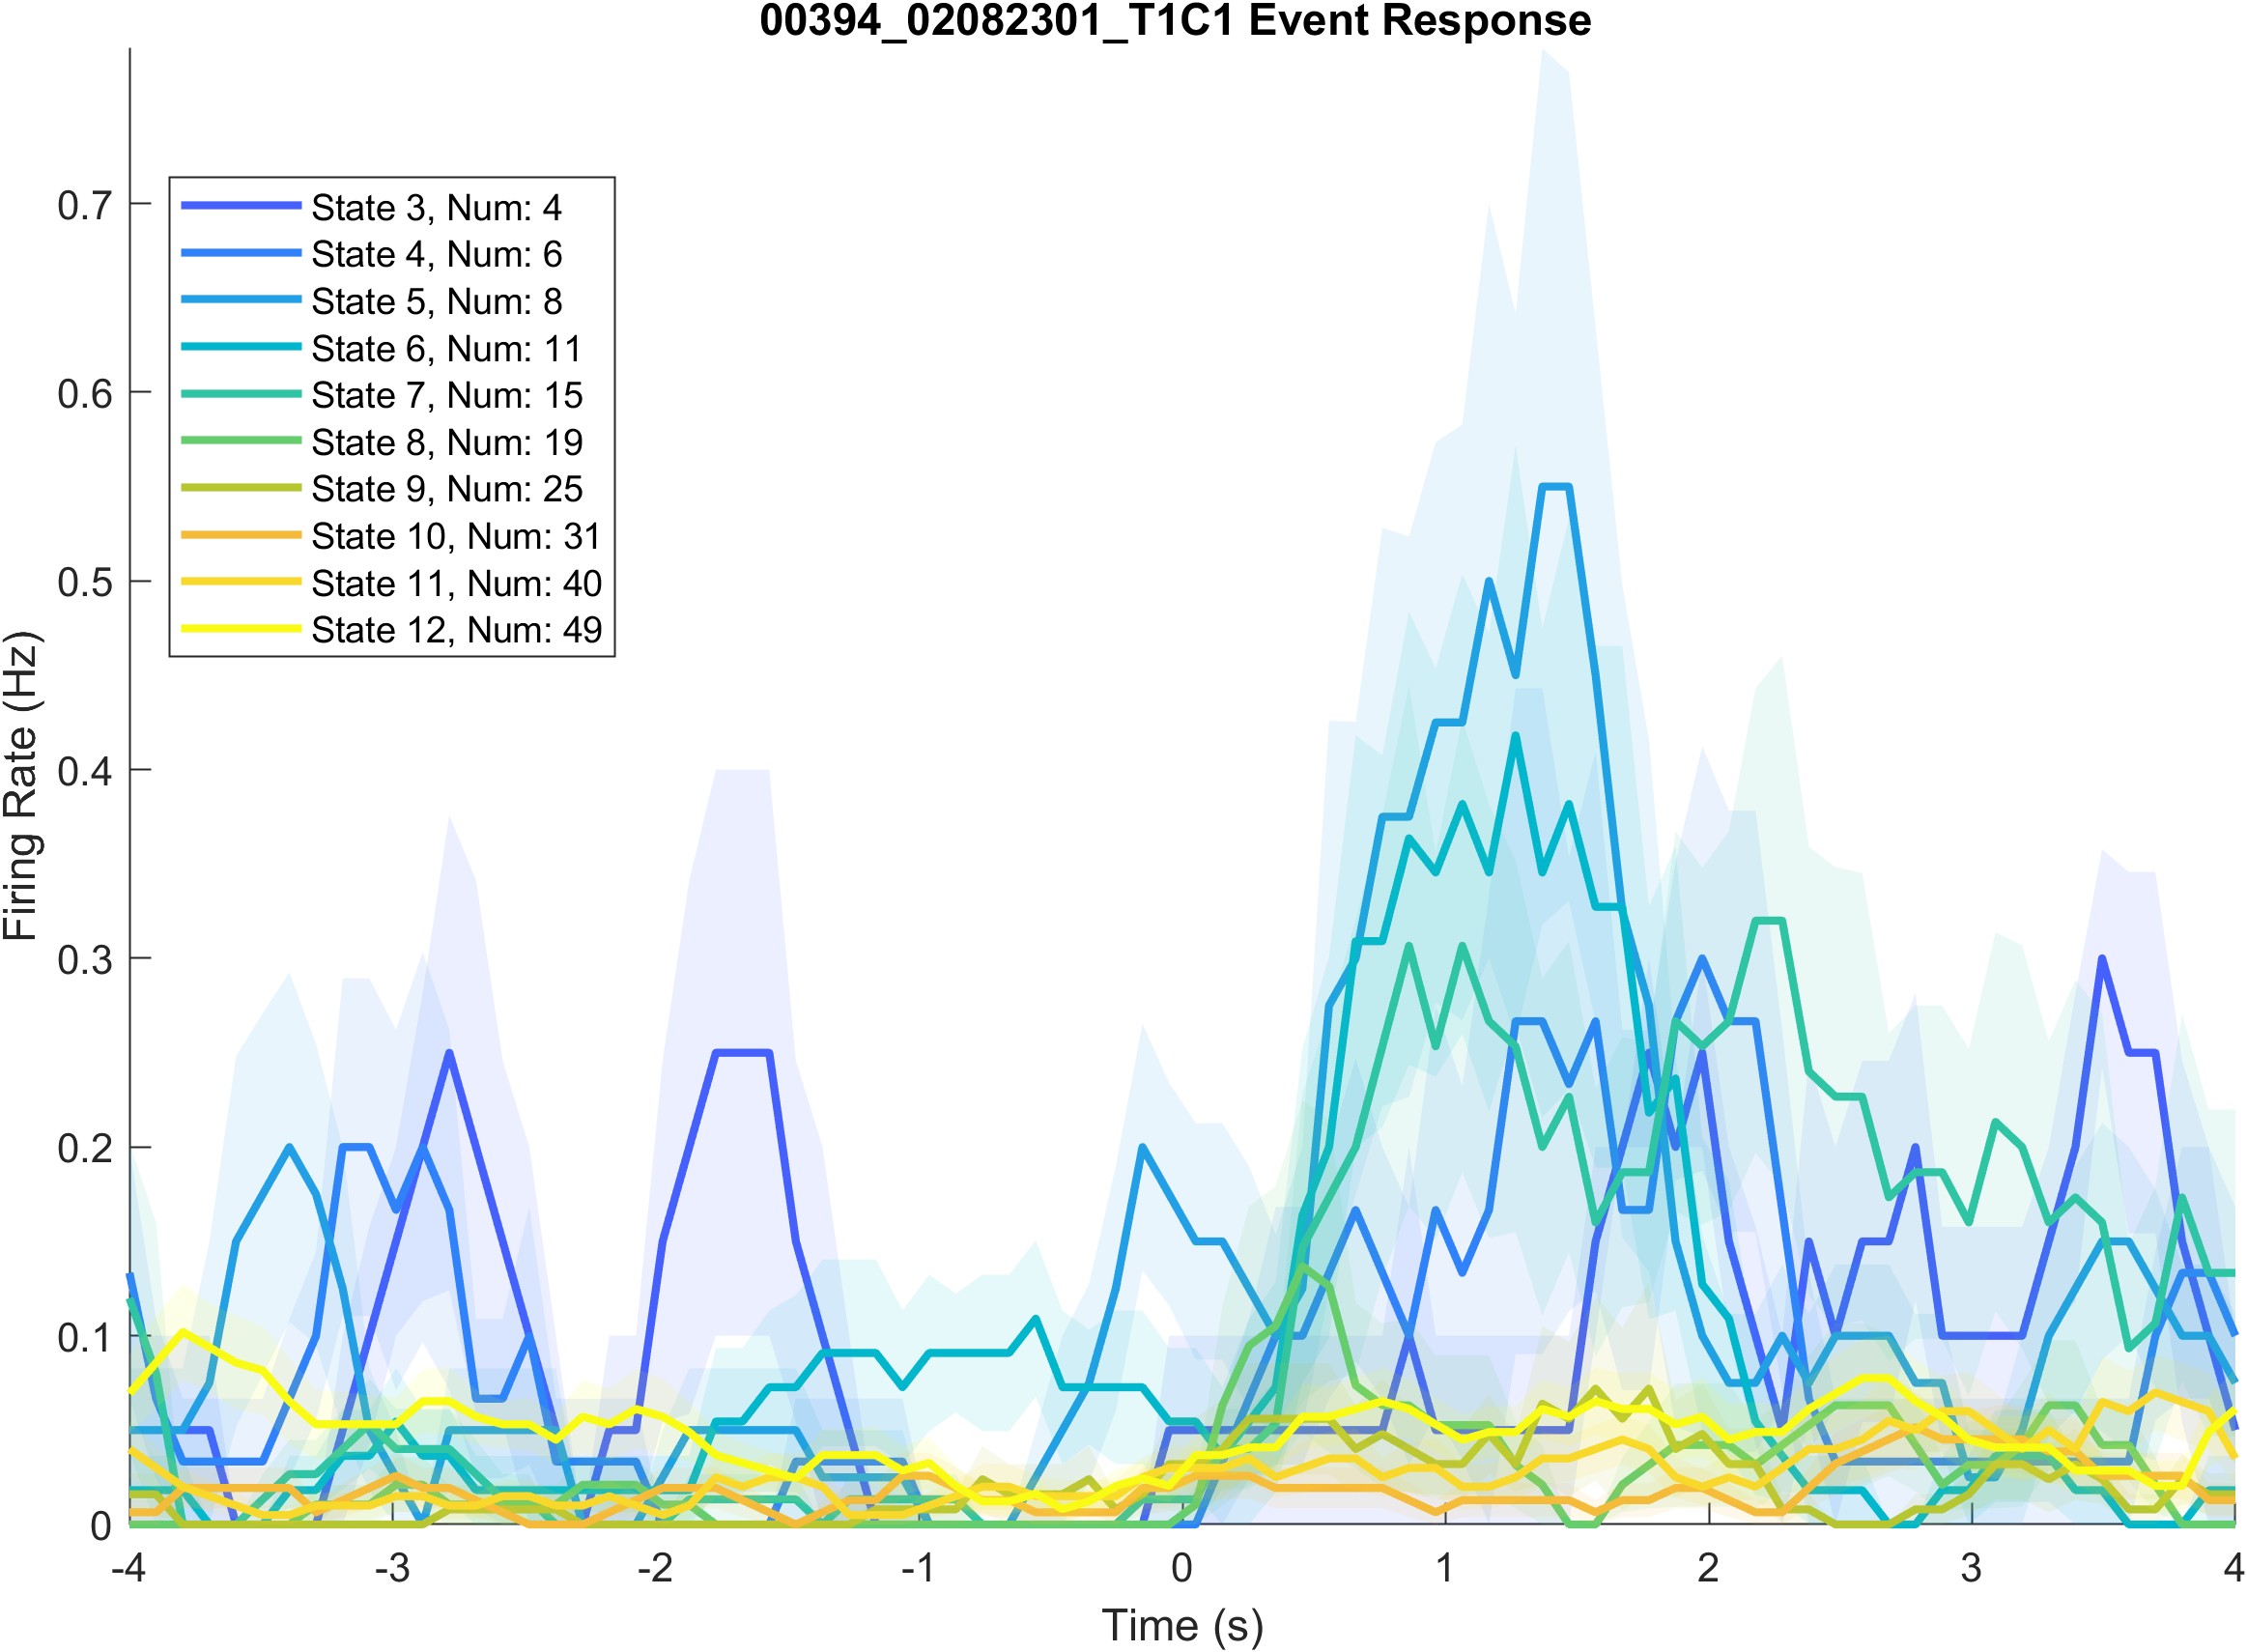 00394_02082301_T1C1 Event Response
Firing Rate (Hz)
0.7
0.6
0.5
0.4
0.3
0.2
0.1
0
State 3, Num: 4
State 4, Num: 6
State 5, Num: 8
State 6, Num: 11
State 7, Num: 15
State 8, Num: 19
State 9, Num: 25
State 10, Num: 31
State 11, Num: 40
State 12, Num: 49
-4 -3 -2 -1 0 1 2 3 4
Time (s)